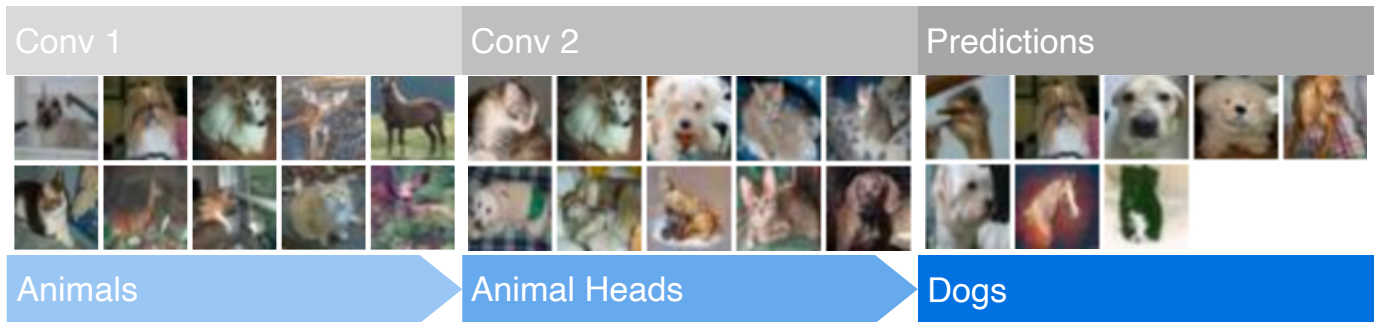 Conv 1
Conv 2
Predictions
Animals
Animal Heads
Dogs